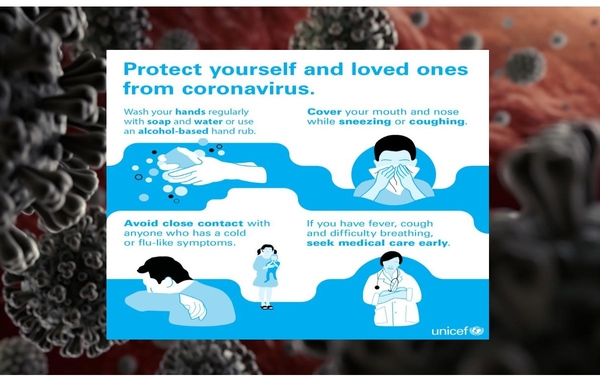 Protect yourself and loved ones
from coronavirus.
Wash your hands regularly
with soap and water or use
an alcohol-based hand rub.
Cover your mouth and nose
while sneezing or coughing.
Avoid close contact with
anyone who has a cold
or flu-like symptoms.
If you have fever, cough
and difficulty breathing,
seek medical care early.
unicef